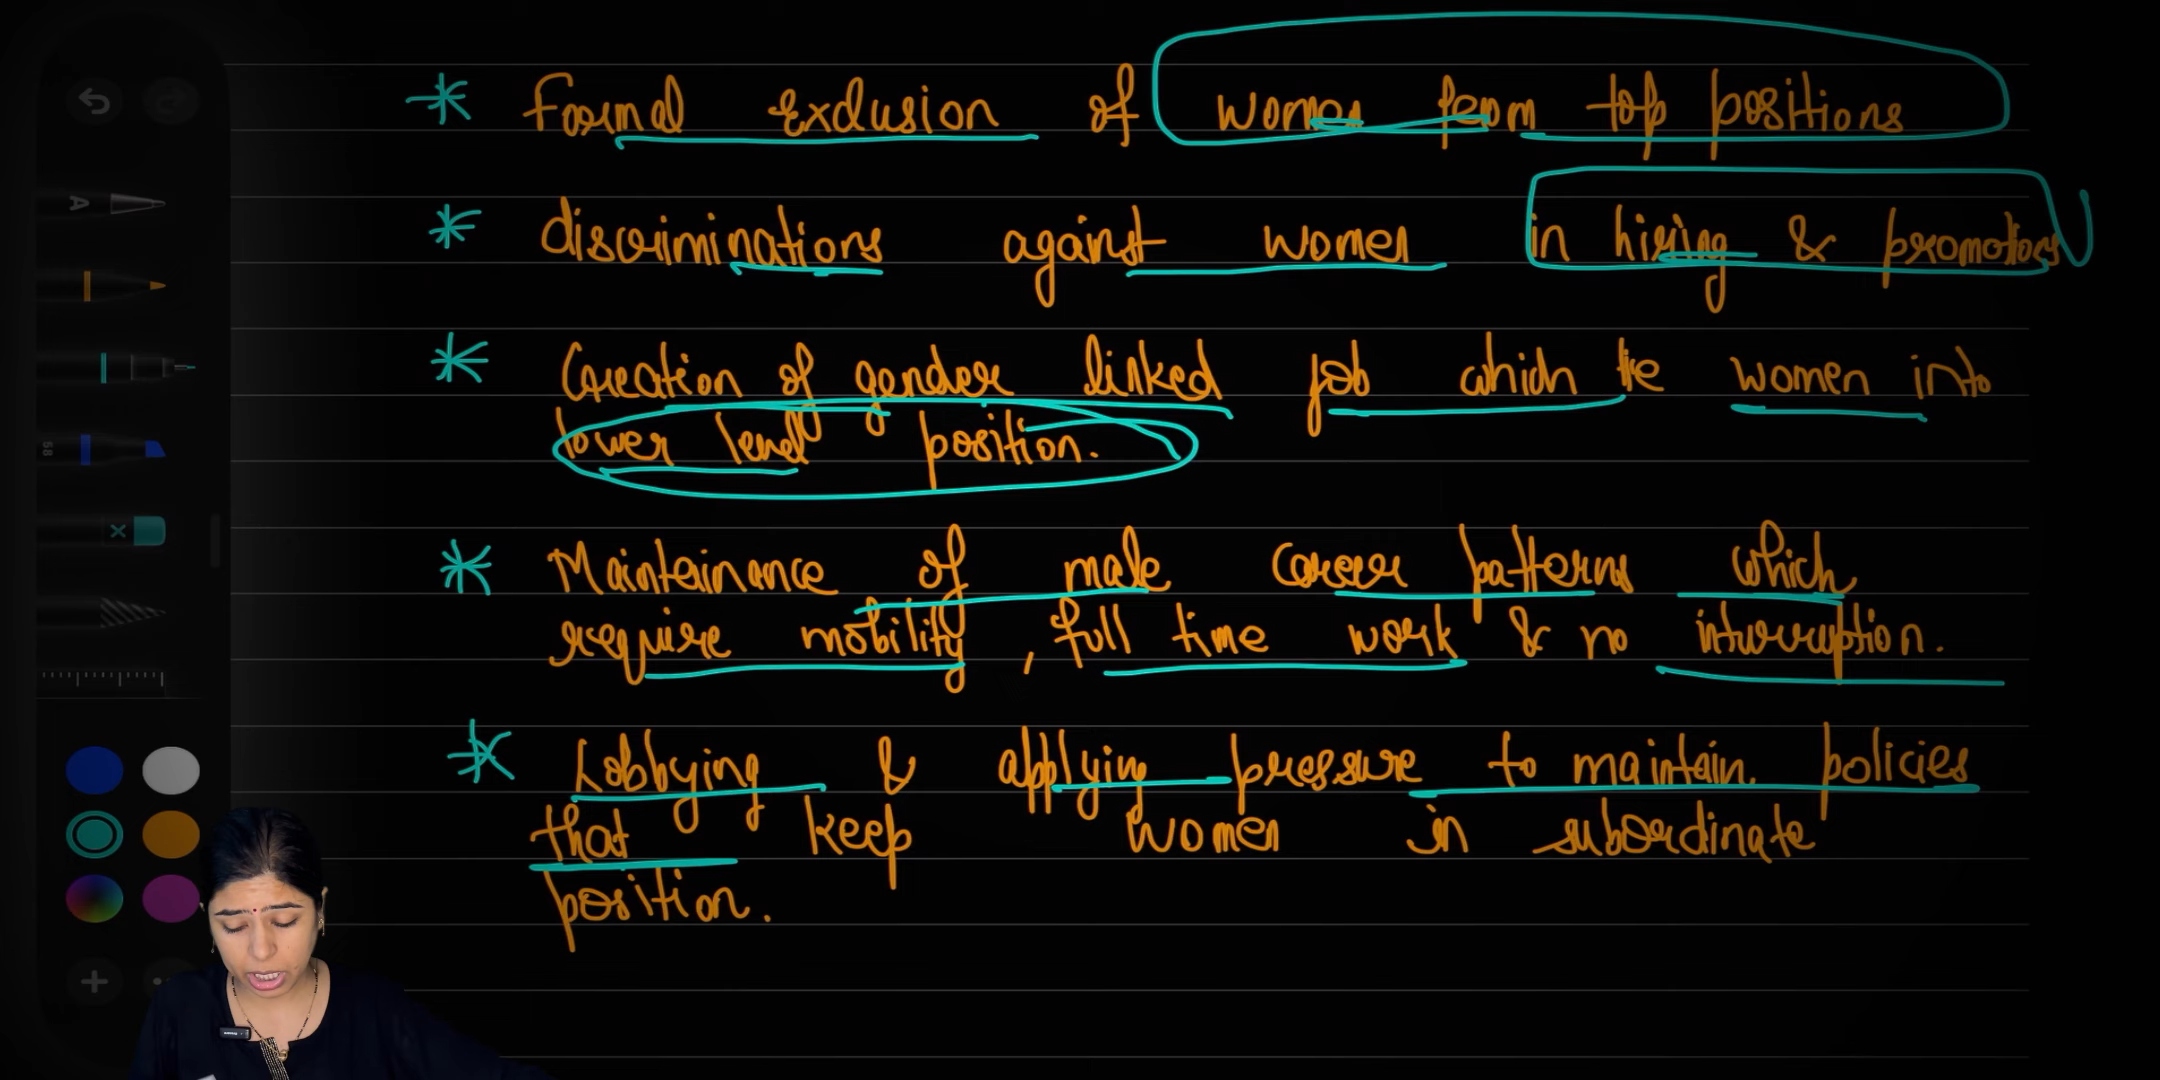 * Formal exclusion of women from top positions
* discriminations against women in hiring & promotions
* Creation of gender linked job which tie women into
lower level position.
* Mainteinance of male career patterns which
require mobility, full time work & no interruption.
* Lobbying & applying pressure to maintain policies
that keep women in subordinate
position.